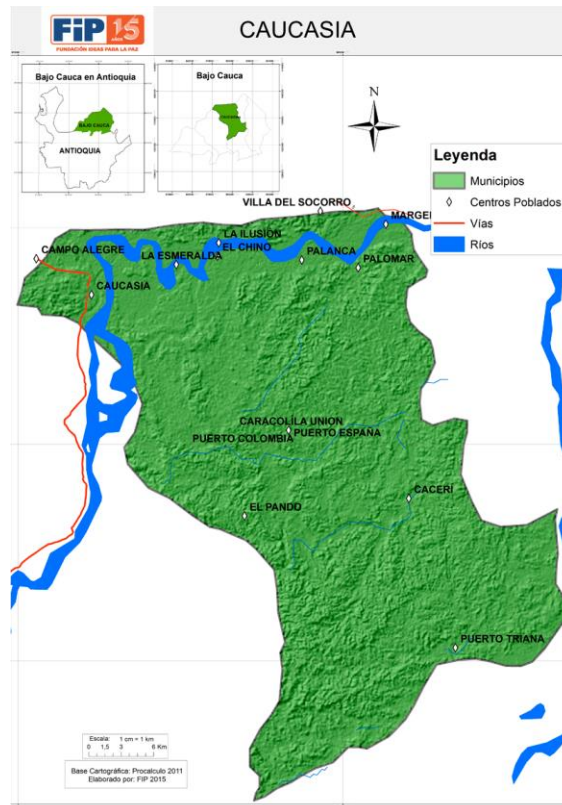 FiP 15
AÑOS
FUNDACIÓN IDEAS PARA LA PAZ
CAUCASIA
Bajo Cauca en Antioquia
BAJO CAUCA
ANTIOQUIA
Bajo Cauca
N
Leyenda
Municipios
Centros Poblados
Vías
Ríos
VILLA DEL SOCORRO
MARGEN
LA ILUSIÓN
CAMPO ALEGRE
EL CHINO
LA ESMERALDA
PALANCA
PALOMAR
CAUCASIA
CARACOLÍLA UNION
PUERTO ESPAÑA
PUERTO COLOMBIA
CACERÍ
EL PANDO
PUERTO TRIANA
Escala: 1 cm = 1 km
0 1,5 3 6 Km
Base Cartográfica: Procalculo 2011
Elaborado por: FIP 2015